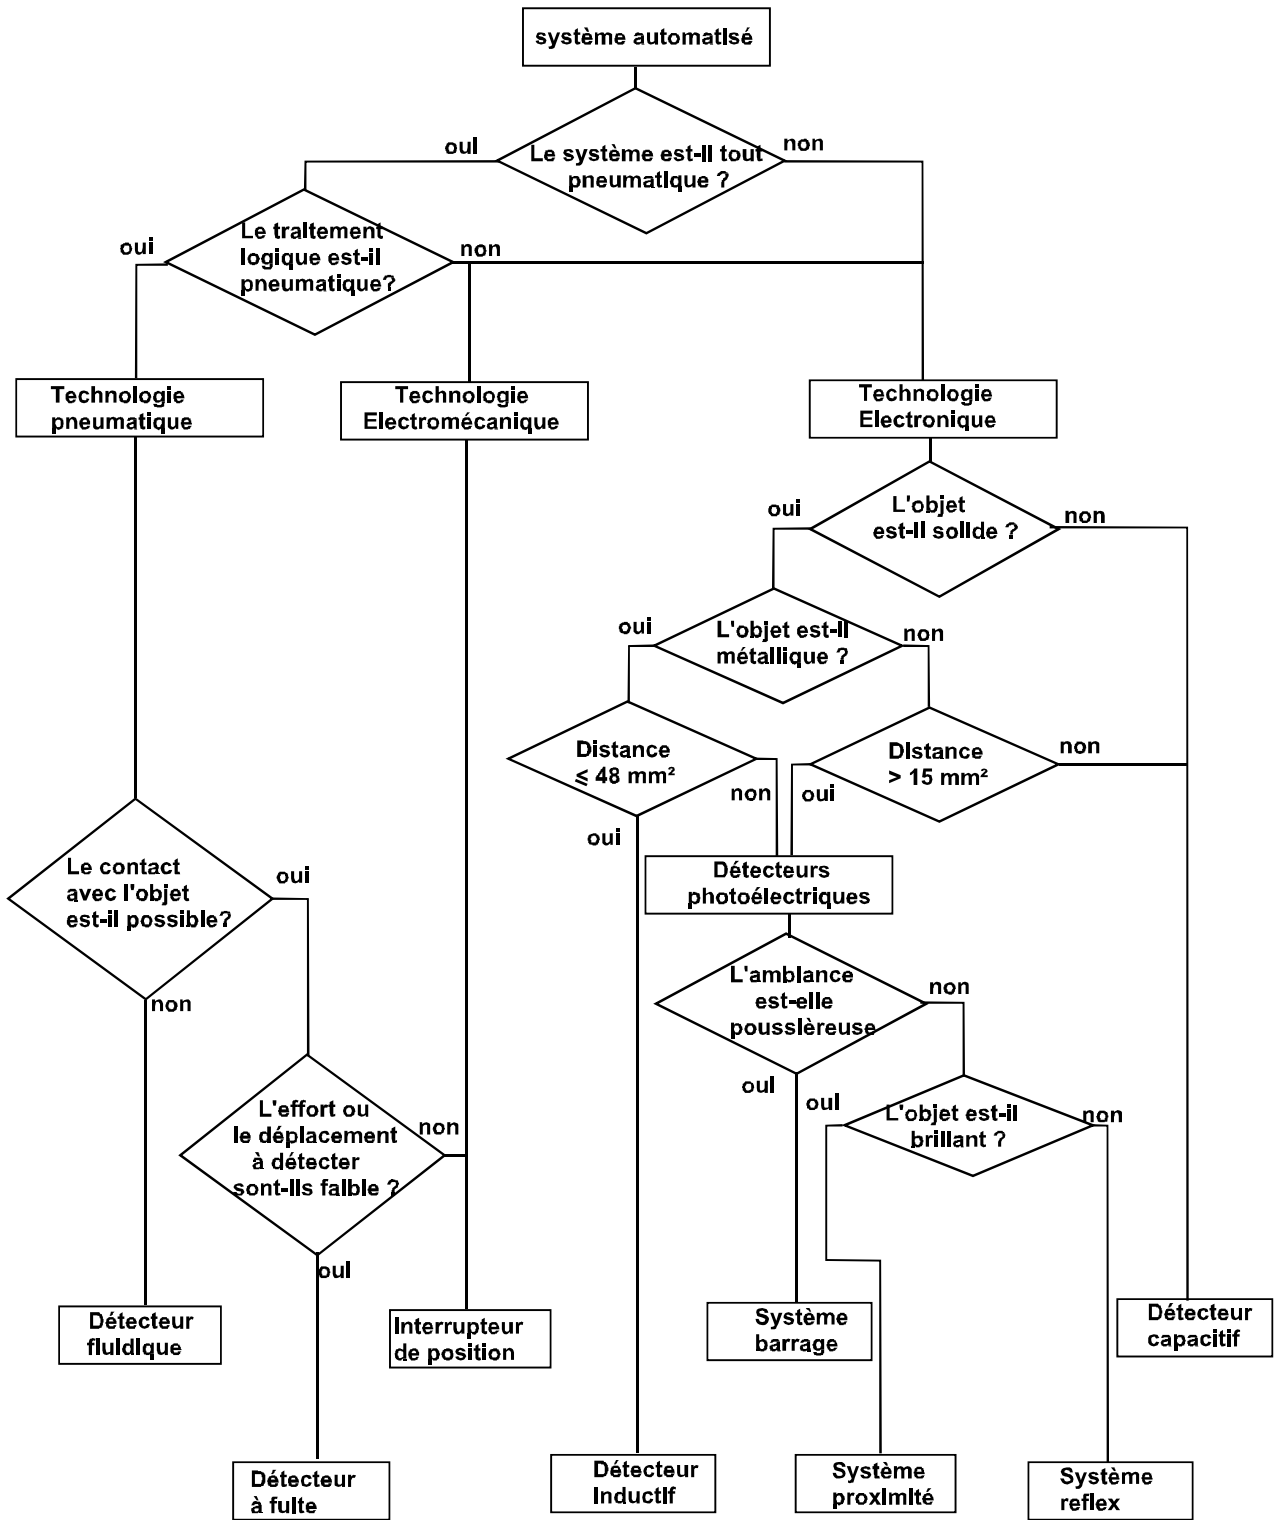 système automatisé
oui
non
Le système est-il tout
pneumatique ?
oui
Le traitement
logique est-il
pneumatique?
non
Technologie
pneumatique
Technologie
Electromécanique
Technologie
Electronique
oui
L'objet
est-il solide ?
non
oui
L'objet est-il
métallique ?
non
Distance
≤ 48 mm²
non
oui
Distance
> 15 mm²
non
oui
Le contact
avec l'objet
est-il possible?
oui
non
Détecteurs
photoélectriques
L'ambiance
est-elle
poussièreuse
non
oui
L'effort ou
le déplacement
à détecter
sont-ils faible ?
non
oui
oui
L'objet est-il
brillant ?
non
Détecteur
fluidique
Interrupteur
de position
Système
barrage
Détecteur
capacitif
Détecteur
à fuite
Détecteur
Inductif
Système
proximité
Système
reflex